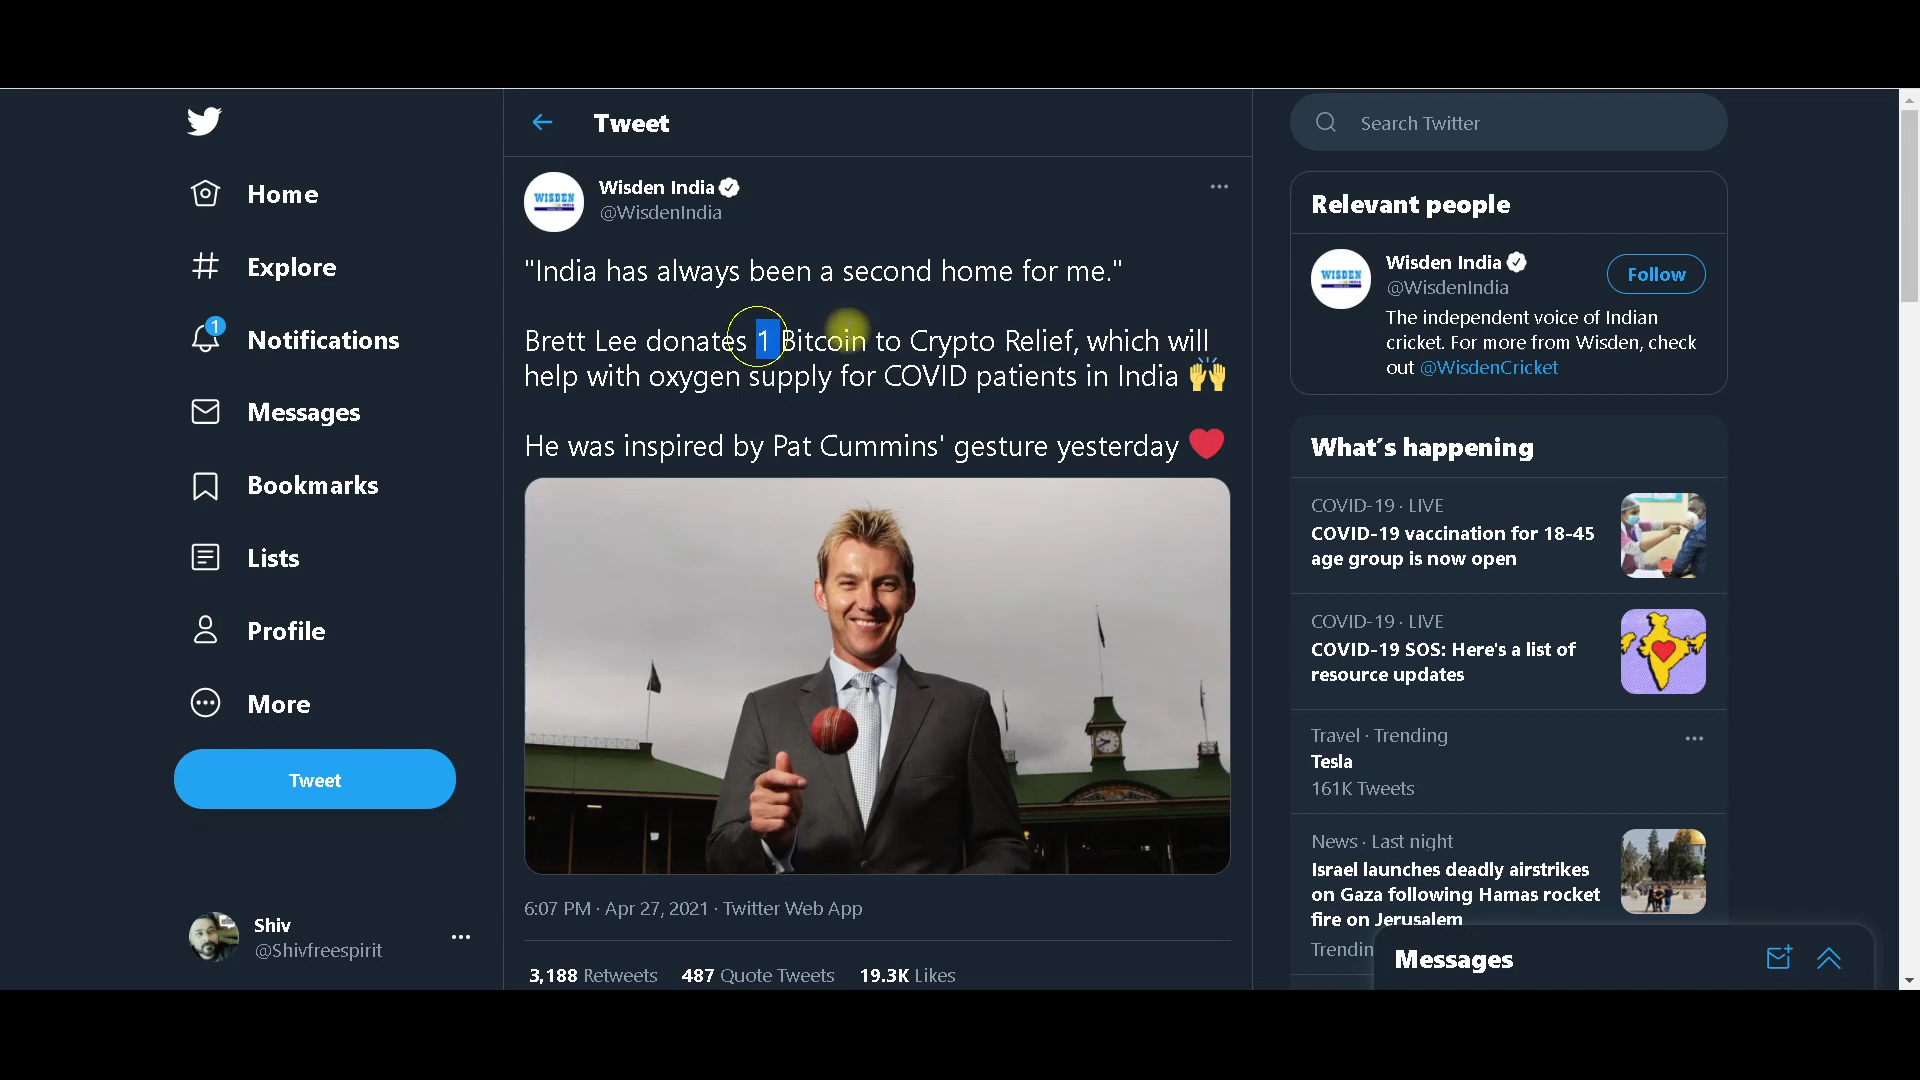 Home
Explore
1
Notifications
Messages
Bookmarks
Lists
Profile
More
Tweet
Shiv
@Shivfreespirit
Tweet
WISDEN
Wisden India
@WisdenIndia
"India has always been a second home for me."
Brett Lee donates 1 Bitcoin to Crypto Relief, which will
help with oxygen supply for COVID patients in India 🙌
He was inspired by Pat Cummins' gesture yesterday ❤️
6:07 PM · Apr 27, 2021 · Twitter Web App
3,188 Retweets 487 Quote Tweets 19.3K Likes
Search Twitter
Relevant people
WISDEN
Wisden India
@WisdenIndia
Follow
The independent voice of Indian
cricket. For more from Wisden, check
out @WisdenCricket
What's happening
COVID-19 · LIVE
COVID-19 vaccination for 18-45
age group is now open
COVID-19 · LIVE
COVID-19 SOS: Here's a list of
resource updates
Travel · Trending
Tesla
161K Tweets
News · Last night
Israel launches deadly airstrikes
on Gaza following Hamas rocket
fire on Jerusalem
Trendin
Messages